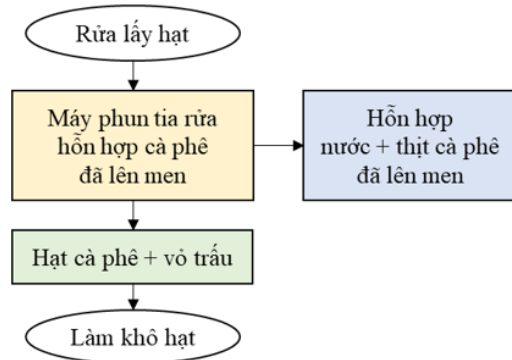 Rửa lấy hạt
Máy phun tia rửa
hỗn hợp cà phê
đã lên men
Hỗn hợp
nước + thịt cà phê
đã lên men
Hạt cà phê + vỏ trấu
Làm khô hạt